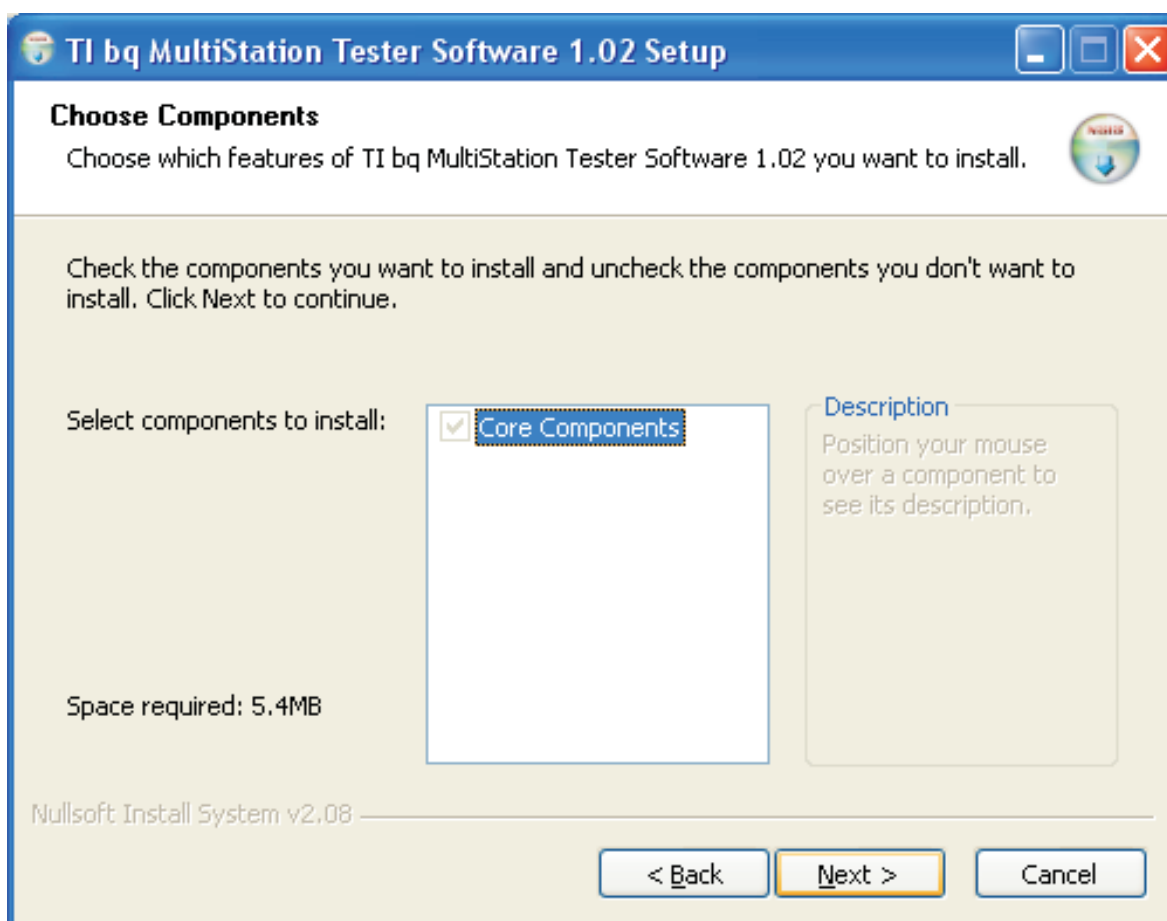 TI bq MultiStation Tester Software 1.02 Setup
Choose Components
Choose which features of TI bq MultiStation Tester Software 1.02 you want to install.
Check the components you want to install and uncheck the components you don't want to
install. Click Next to continue.
Select components to install:
Core Components
Description
Position your mouse
over a component to
see its description.
Space required: 5.4MB
Nullsoft Install System v2.08
< Back
Next >
Cancel